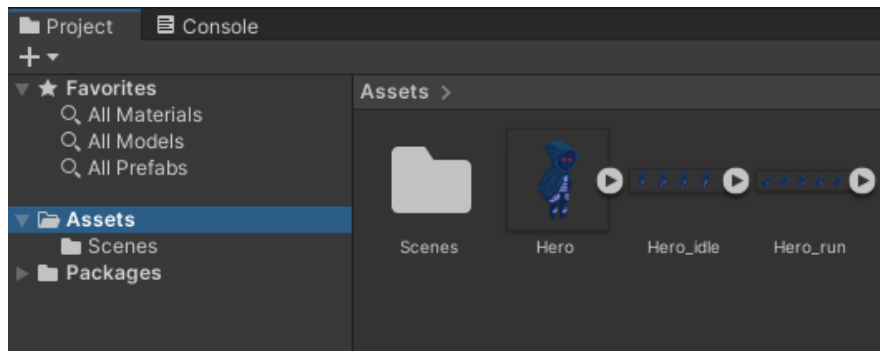 Project Console
Favorites
All Materials
All Models
All Prefabs
Assets
Scenes
Packages
Assets >
Scenes Hero Hero_idle Hero_run